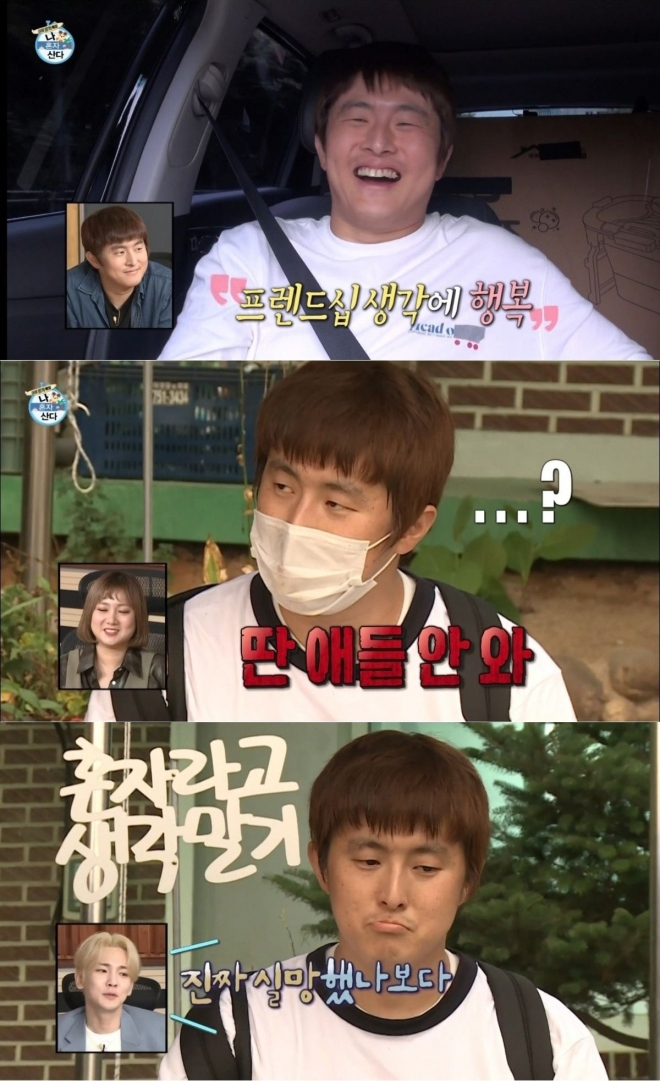 나
혼자
산다
프렌드십 생각에 행복
나
혼자
산다
751-3434
...?
딴 애들 안 와
혼자라고
생각말기
진짜 실망했나보다